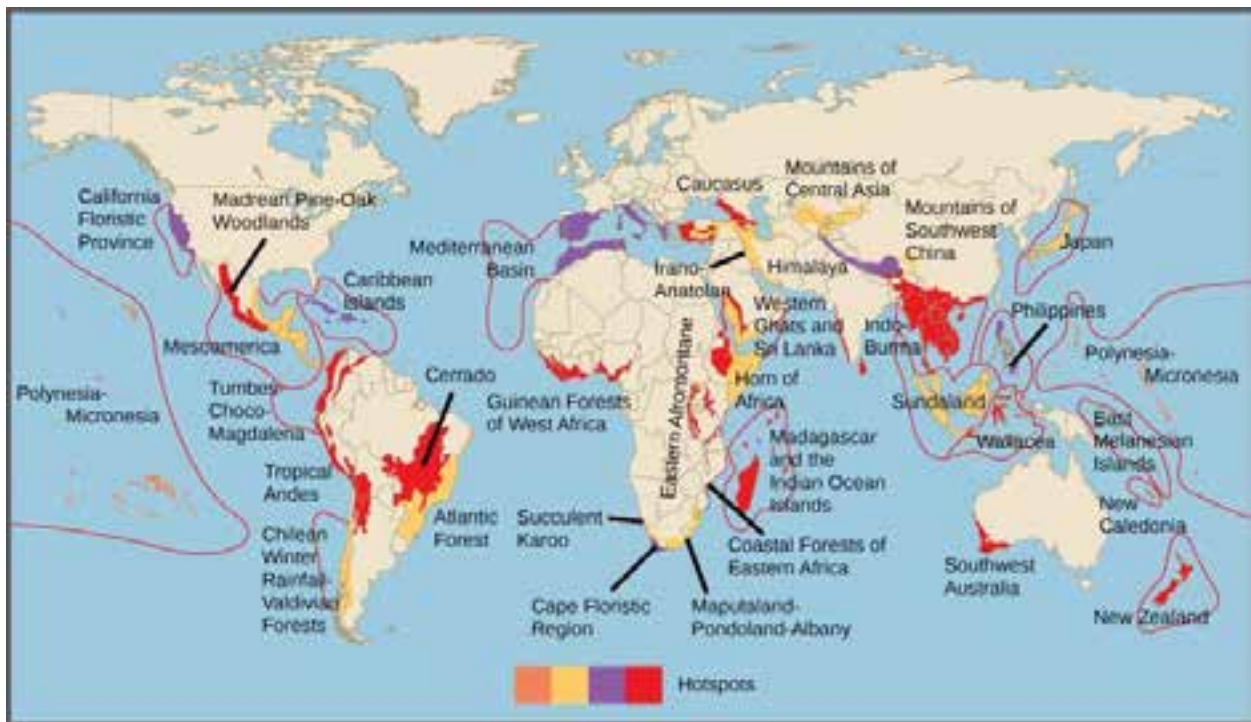 California
Floristic
Province
Madrean Pine-Oak
Woodlands
Caribbean
Islands
Mesoamerica
Polynesia-
Micronesia
Tumbes
Choco-
Magdalena
Tropical
Andes
Chilean
Winter
Rainfall-
Valdivian
Forests
Cerrado
Atlantic
Forest
Mediterranean
Basin
Caucasus
Mountains of
Central Asia
Mountains of
Southwest
China
Japan
Irano-
Anatolan
Himalaya
Western
Ghats and
Sri Lanka
Indo-
Burma
Philippines
Polynesia-
Micronesia
Guinean Forests
of West Africa
Eastern Afromontane
Horn of
Africa
Sundaland
Wallacea
East
Melanesian
Islands
Madagascar
and the
Indian Ocean
Islands
New
Caledonia
Succulent
Karoo
Coastal Forests of
Eastern Africa
Southwest
Australia
Cape Floristic
Region
Maputaland-
Pondoland-Albany
New Zealand
Hotspots